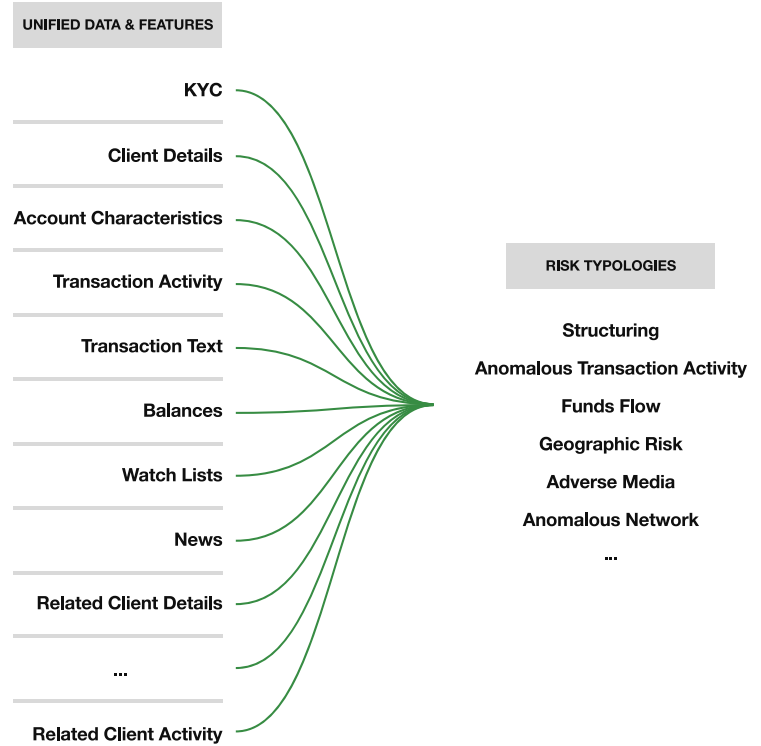 UNIFIED DATA & FEATURES
KYC
Client Details
Account Characteristics
Transaction Activity
Transaction Text
Balances
Watch Lists
News
Related Client Details
...
Related Client Activity
RISK TYPOLOGIES
Structuring
Anomalous Transaction Activity
Funds Flow
Geographic Risk
Adverse Media
Anomalous Network
...